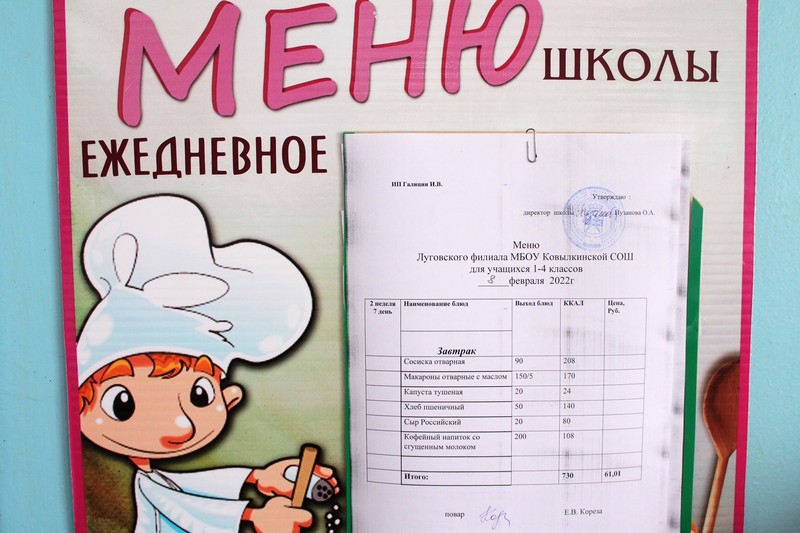 МЕНЮ
ШКОЛЫ
ЕЖЕДНЕВНОЕ
ИП Галицин И.В.
Утверждаю :
директор школы Пузанова О.А.
Меню
Луговского филиала МБОУ Ковылкинской СОШ
для учащихся 1-4 классов
8 февраля 2022г
2 неделя 7 день Наименование блюд Выход блюд ККАЛ Цена, Руб.
Завтрак
Сосиска отварная 90 208
Макароны отварные с маслом 150/5 170
Капуста тушеная 20 24
Хлеб пшеничный 50 140
Сыр Российский 20 80
Кофейный напиток со сгущенным молоком 200 108
Итого: 730 61,01
повар Е.В. Кореза